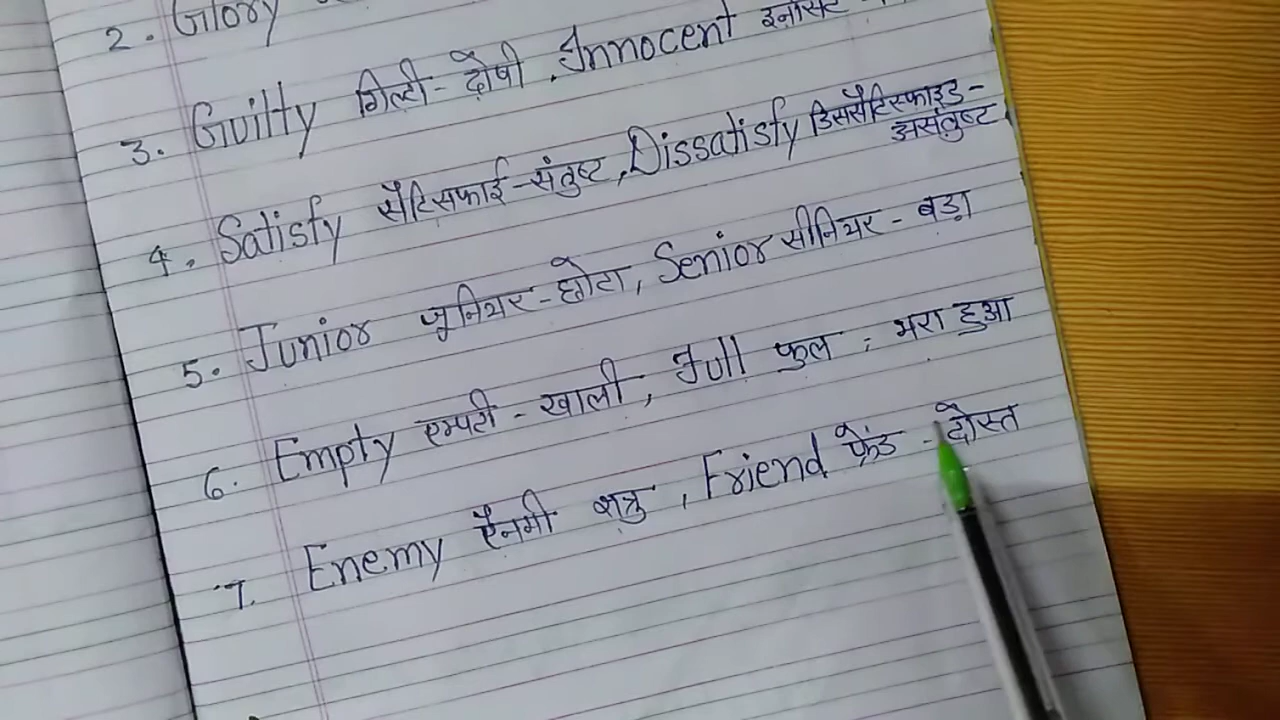 2. Glory
3. Guilty गिल्टी - दोषी , Innocent इनोसेंट -
4. Satisfy सैटिसफाई - संतुष्ट , Dissatisfy डिससैटिस्फाइड - असंतुष्ट
5. Junior जूनियर - छोटा, Senior सीनियर - बड़ा
6. Empty एम्पटी - खाली , Full फुल : भरा हुआ
7. Enemy ऐनमी शत्रु , Friend फ्रेंड - दोस्त